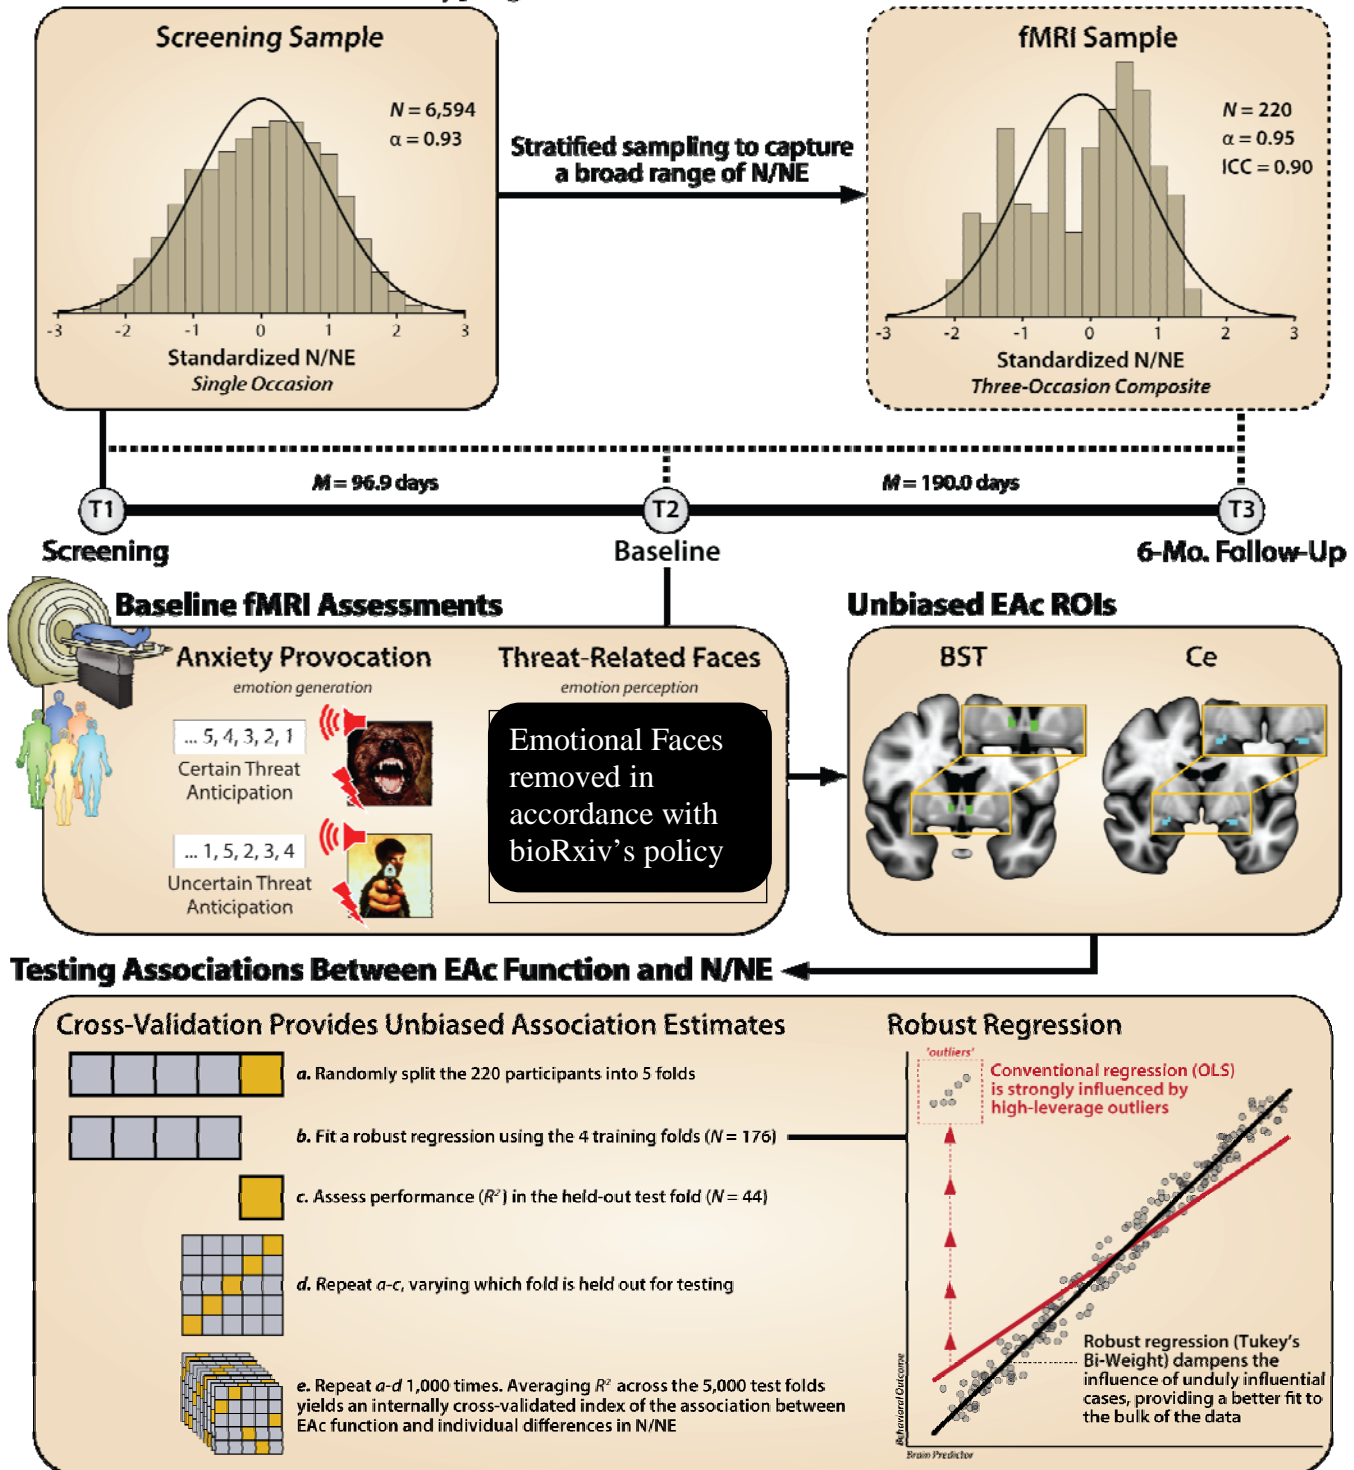 Screening Sample
N = 6,594
α = 0.93
-3 -2 -1 0 1 2 3
Standardized N/NE
Single Occasion
Stratified sampling to capture
a broad range of N/NE
fMRI Sample
N = 220
α = 0.95
ICC = 0.90
-3 -2 -1 0 1 2 3
Standardized N/NE
Three-Occasion Composite
M = 96.9 days
M = 190.0 days
T1
T2
T3
Screening
Baseline
6-Mo. Follow-Up
Baseline fMRI Assessments
Anxiety Provocation
emotion generation
... 5, 4, 3, 2, 1
Certain Threat
Anticipation
... 1, 5, 2, 3, 4
Uncertain Threat
Anticipation
Threat-Related Faces
emotion perception
Emotional Faces
removed in
accordance with
bioRxiv's policy
Unbiased EAc ROIs
BST
Ce
Testing Associations Between EAc Function and N/NE
Cross-Validation Provides Unbiased Association Estimates
a. Randomly split the 220 participants into 5 folds
b. Fit a robust regression using the 4 training folds (N = 176)
c. Assess performance (R²) in the held-out test fold (N = 44)
d. Repeat a-c, varying which fold is held out for testing
e. Repeat a-d 1,000 times. Averaging R² across the 5,000 test folds
yields an internally cross-validated index of the association between
EAc function and individual differences in N/NE
Robust Regression
'outliers'
Conventional regression (OLS)
is strongly influenced by
high-leverage outliers
Robust regression (Tukey's
Bi-Weight) dampens the
influence of unduly influential
cases, providing a better fit to
the bulk of the data
Behavioral Outcome
Brain Predictor